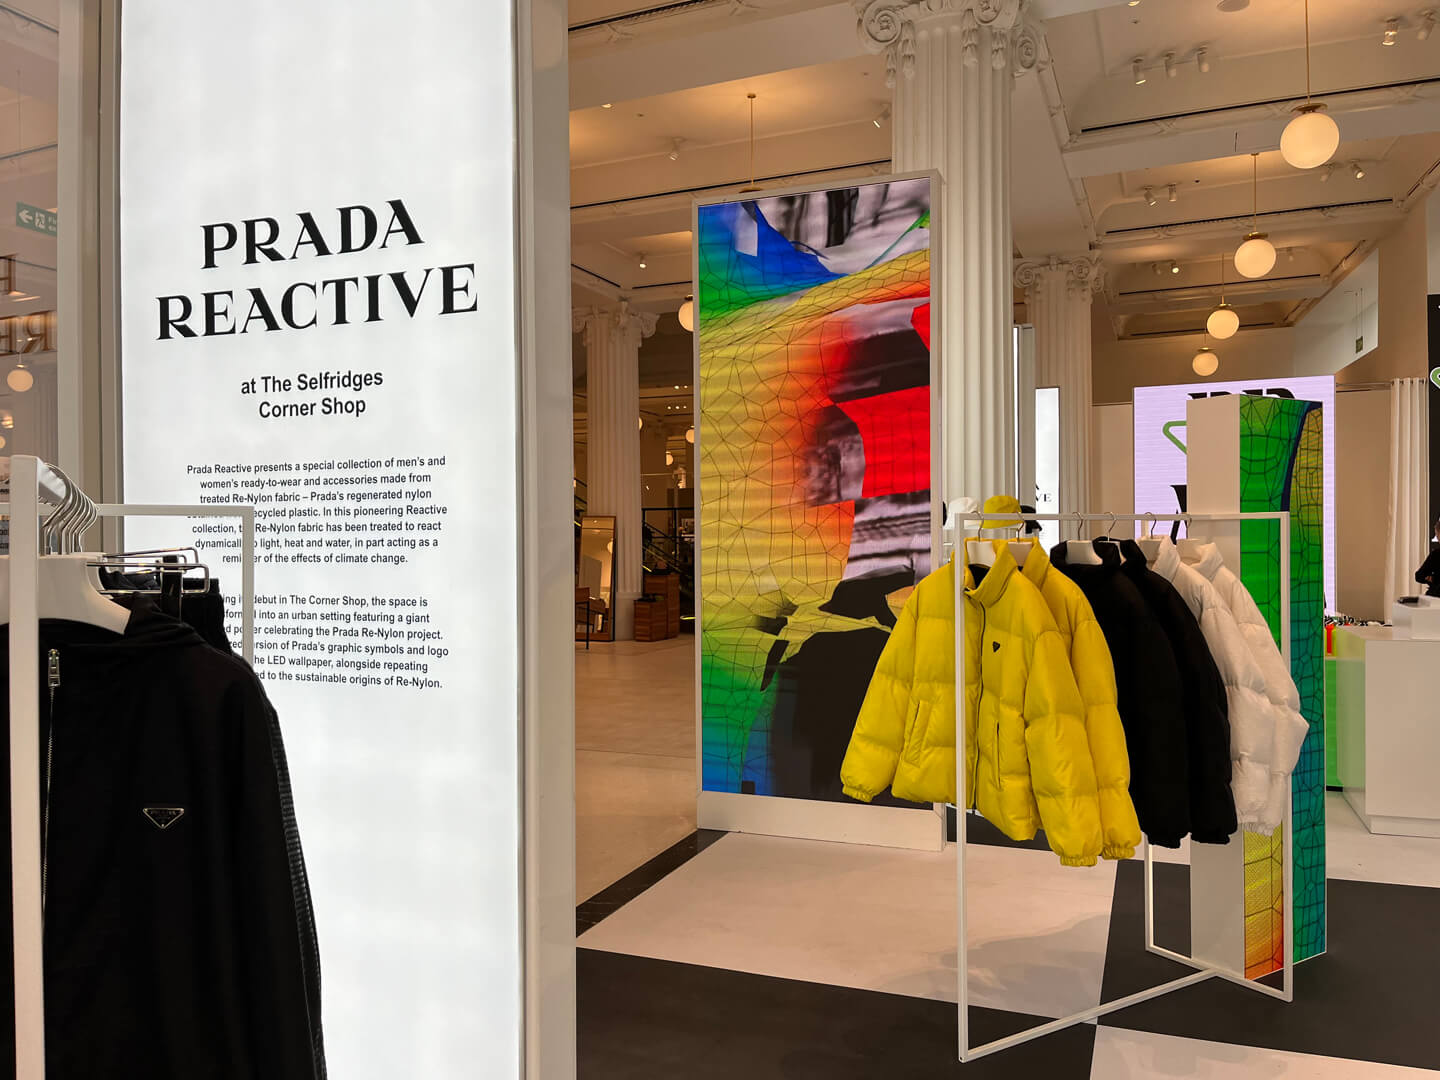 PRADA
REACTIVE
at The Selfridges
Corner Shop
Prada Reactive presents a special collection of men's and
women's ready-to-wear and accessories made from
treated Re-Nylon fabric – Prada's regenerated nylon
recycled plastic. In this pioneering Reactive
collection, Re-Nylon fabric has been treated to react
dynamically to light, heat and water, in part acting as a
reminder of the effects of climate change.
debut in The Corner Shop, the space is
into an urban setting featuring a giant
celebrating the Prada Re-Nylon project.
of Prada's graphic symbols and logo
the LED wallpaper, alongside repeating
to the sustainable origins of Re-Nylon.
PRADA